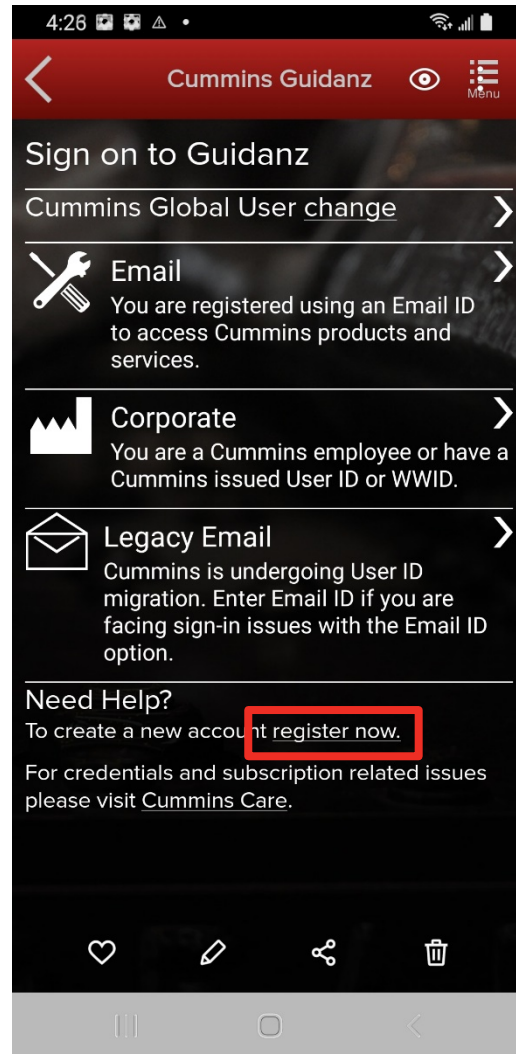 4:26
Cummins Guidanz
Menu
Sign on to Guidanz
Cummins Global User change
Email
You are registered using an Email ID
to access Cummins products and
services.
Corporate
You are a Cummins employee or have a
Cummins issued User ID or WWID.
Legacy Email
Cummins is undergoing User ID
migration. Enter Email ID if you are
facing sign-in issues with the Email ID
option.
Need Help?
To create a new account register now.
For credentials and subscription related issues
please visit Cummins Care.